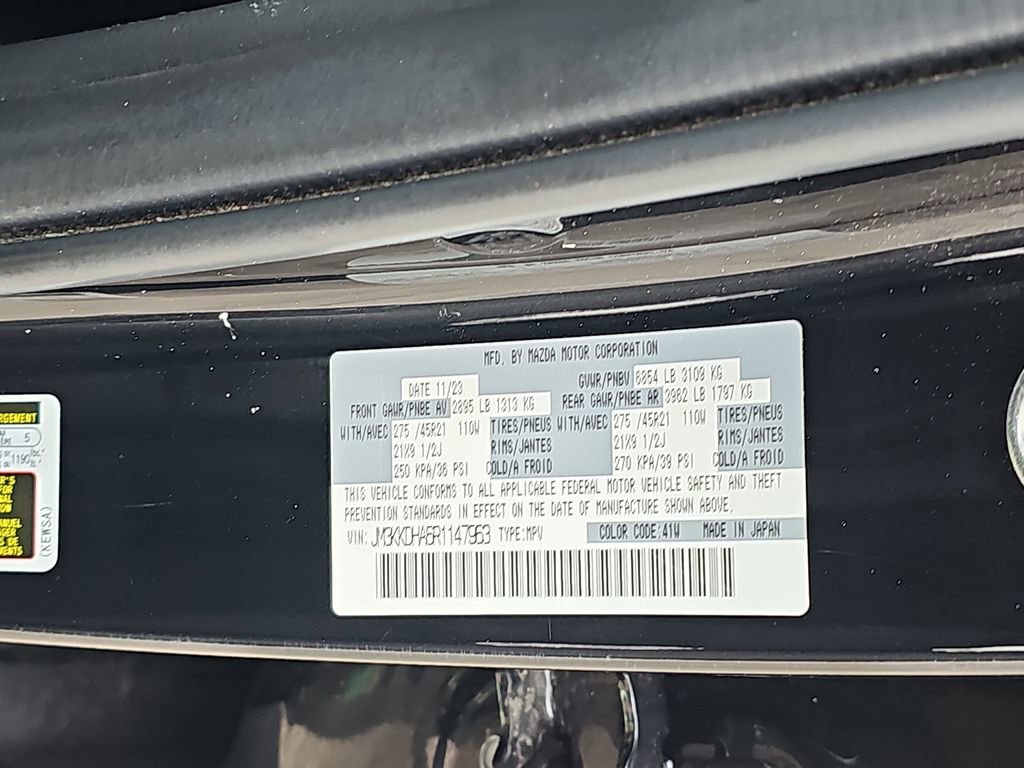 MFD. BY MAZDA MOTOR CORPORATION
DATE 11/23 GVWR/PNBV 6854 LB 3109 KG
FRONT GAWR/PNBE AV 2895 LB 1313 KG REAR GAWR/PNBE AR 3962 LB 1797 KG
WITH/AVEC 275 /45R21 110W TIRES/PNEUS WITH/AVEC 275 /45R21 110W TIRES/PNEUS
21X9 1/2J RIMS/JANTES 21X9 1/2J RIMS/JANTES
250 KPA/36 PSI COLD/A FROID 270 KPA/39 PSI COLD/A FROID
THIS VEHICLE CONFORMS TO ALL APPLICABLE FEDERAL MOTOR VEHICLE SAFETY AND THEFT
PREVENTION STANDARDS IN EFFECT ON THE DATE OF MANUFACTURE SHOWN ABOVE.
VIN: JM3KKDHA6R1147953 TYPE:MPV COLOR CODE:41W MADE IN JAPAN
ARGEMENT
5
1190
(KEWSA)